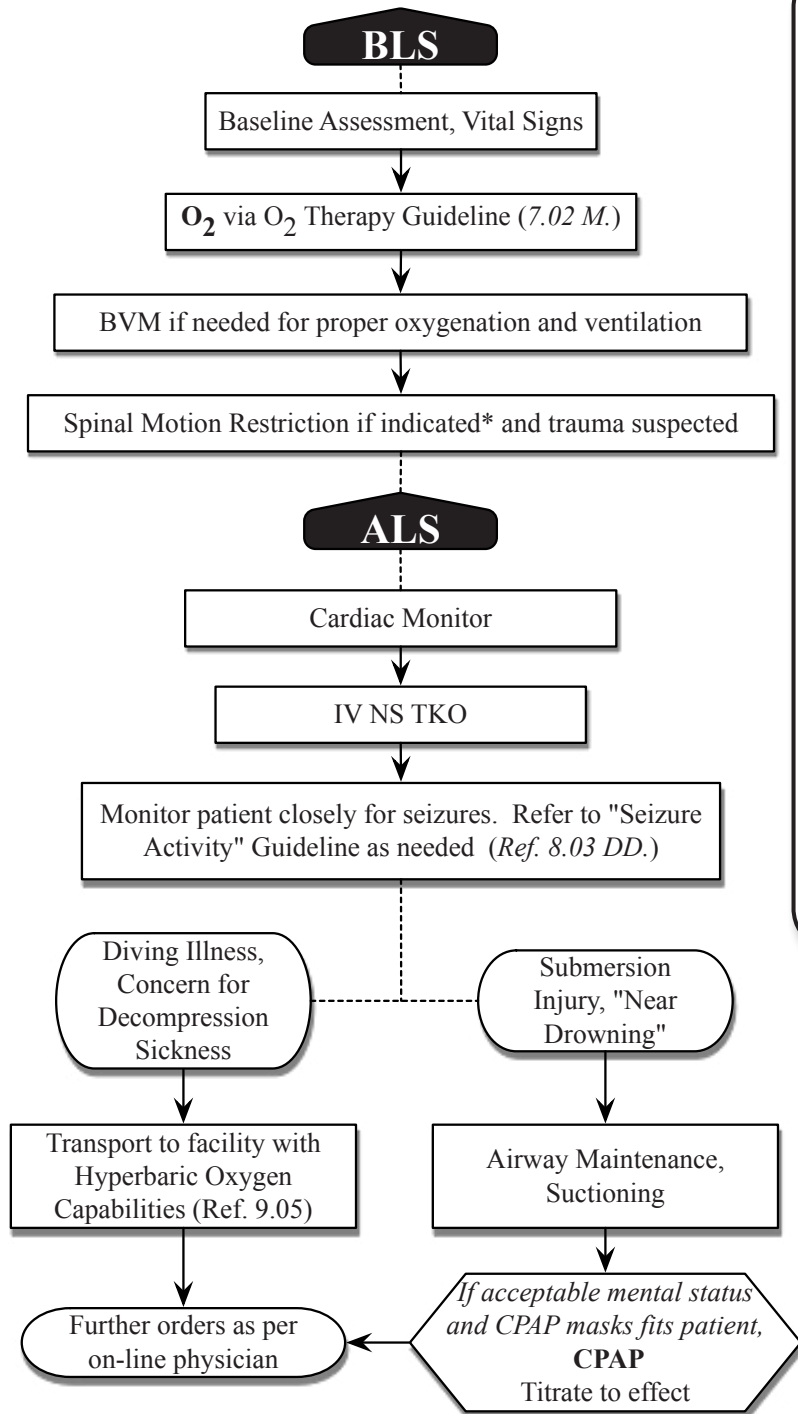 BLS
Baseline Assessment, Vital Signs
O2 via O2 Therapy Guideline (7.02 M.)
BVM if needed for proper oxygenation and ventilation
Spinal Motion Restriction if indicated* and trauma suspected
ALS
Cardiac Monitor
IV NS TKO
Monitor patient closely for seizures.  Refer to "Seizure
Activity" Guideline as needed  (Ref. 8.03 DD.)
Diving Illness,
Concern for
Decompression
Sickness
Submersion
Injury, "Near
Drowning"
Transport to facility with
Hyperbaric Oxygen
Capabilities (Ref. 9.05)
Airway Maintenance,
Suctioning
If acceptable mental status
and CPAP masks fits patient,
CPAP
Titrate to effect
Further orders as per
on-line physician